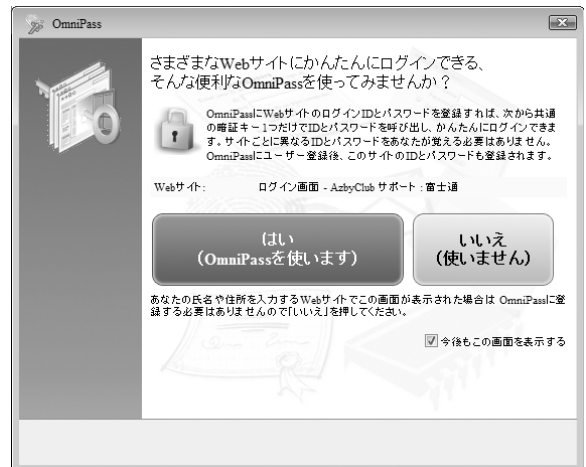 OmniPass
さまざまなWebサイトにかんたんにログインできる、
そんな便利なOmniPassを使ってみませんか？
OmniPassにWebサイトのログインIDとパスワードを登録すれば、次から共通
の暗証キー1つだけでIDとパスワードを呼び出し、かんたんにログインできま
す。サイトごとに異なるIDとパスワードをあなたが覚える必要はありません。
OmniPassにユーザー登録後、このサイトのIDとパスワードも登録されます。
Webサイト: ログイン画面 - AzbyClub サポート : 富士通
はい
(OmniPassを使います)
いいえ
(使いません)
あなたの氏名や住所を入力するWebサイトでこの画面が表示された場合は OmniPassに登
録する必要はありませんので「いいえ」を押してください。
今後もこの画面を表示する